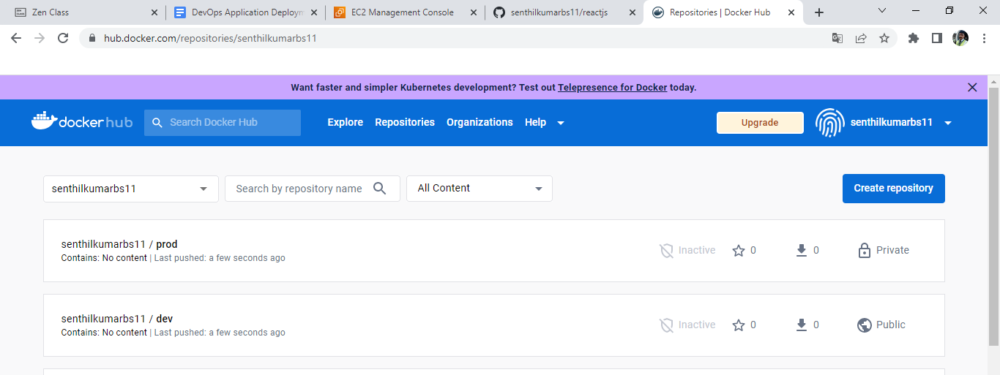 Zen Class
DevOps Application Deploym
EC2 Management Console
senthilkumarbs11/reactjs
Repositories | Docker Hub
hub.docker.com/repositories/senthilkumarbs11
Want faster and simpler Kubernetes development? Test out Telepresence for Docker today.
docker hub
Search Docker Hub
Explore
Repositories
Organizations
Help
Upgrade
senthilkumarbs11
senthilkumarbs11
Search by repository name
All Content
Create repository
senthilkumarbs11 / prod
Contains: No content | Last pushed: a few seconds ago
Inactive
0
0
Private
senthilkumarbs11 / dev
Contains: No content | Last pushed: a few seconds ago
Inactive
0
0
Public